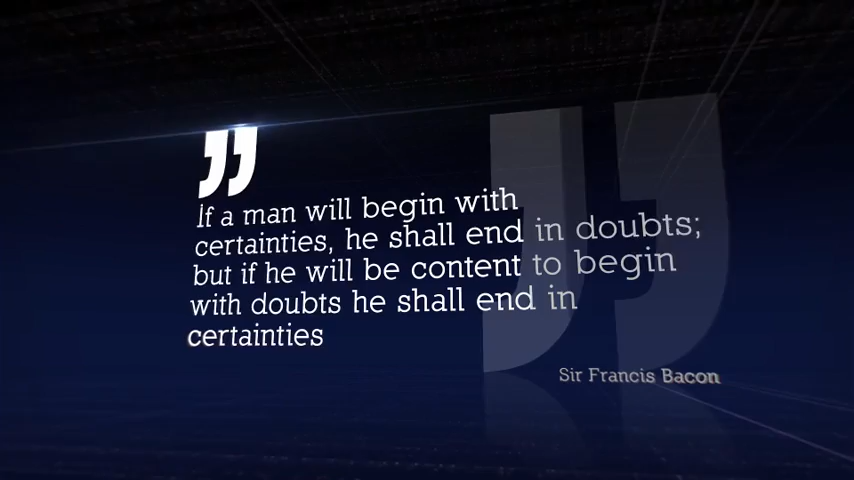 If a man will begin with
certainties, he shall end in doubts;
but if he will be content to begin
with doubts he shall end in
certainties
Sir Francis Bacon